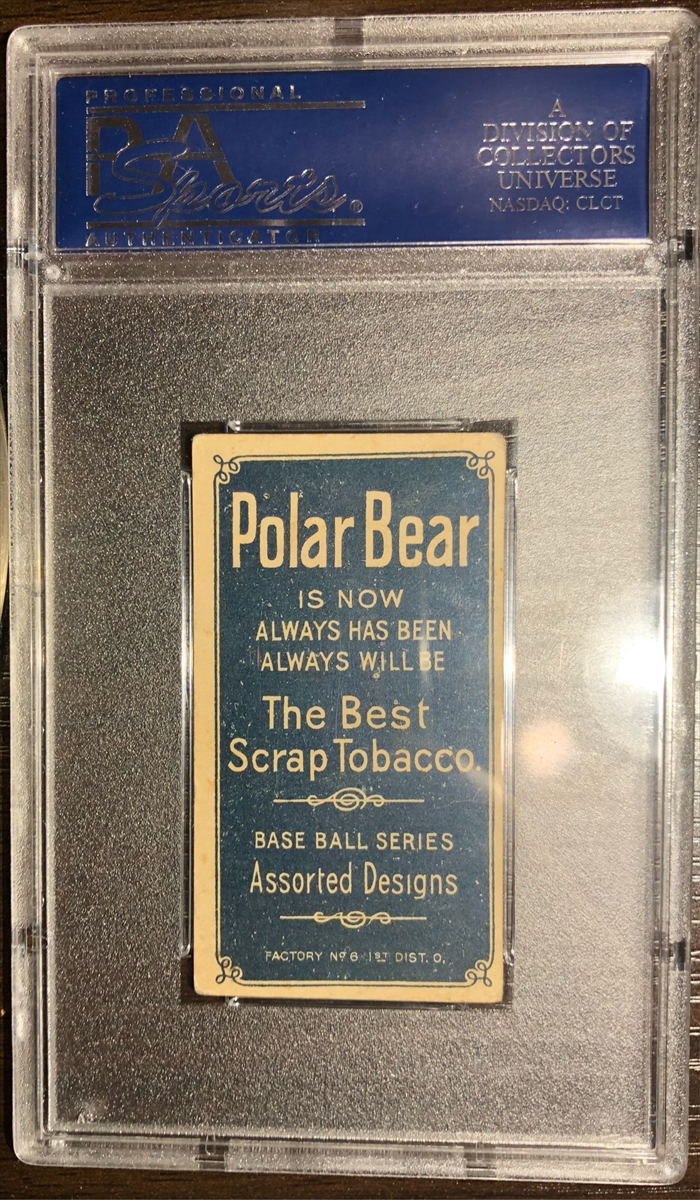 PROFESSIONAL
PSA
Sports®
AUTHENTICATOR
A
DIVISION OF
COLLECTORS
UNIVERSE
NASDAQ: CLCT
Polar Bear
IS NOW
ALWAYS HAS BEEN
ALWAYS WILL BE
The Best
Scrap Tobacco.
BASE BALL SERIES
Assorted Designs
FACTORY Nº 6 1ST DIST. O.